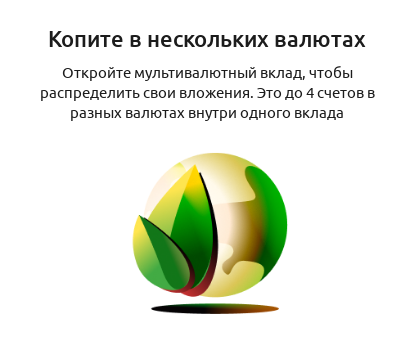 Копите в нескольких валютах
Откройте мультивалютный вклад, чтобы
распределить свои вложения. Это до 4 счетов в
разных валютах внутри одного вклада